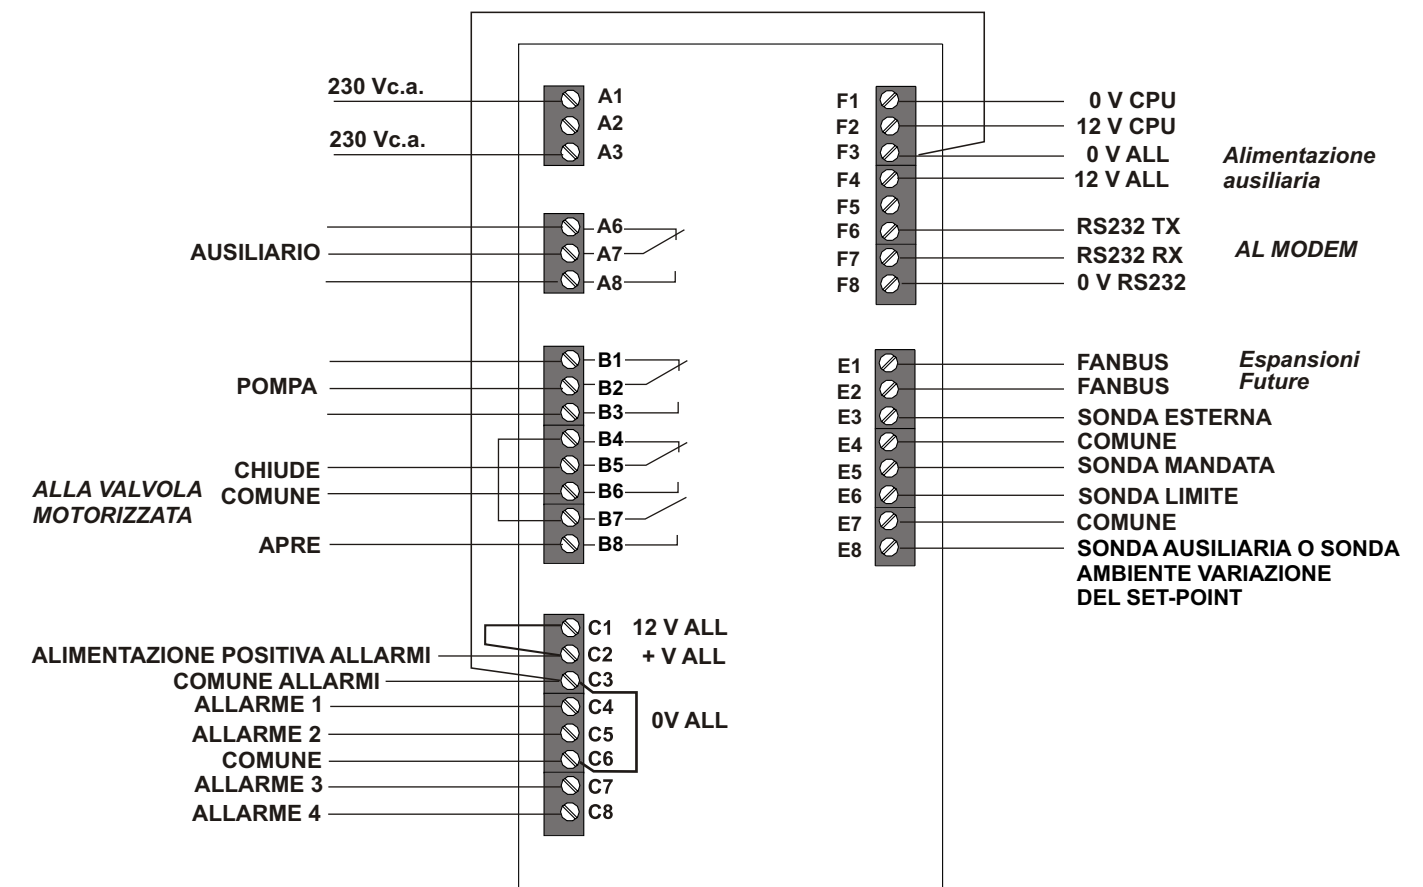 230 Vc.a.
A1
A2
230 Vc.a.
A3
A6
AUSILIARIO
A7
A8
B1
POMPA
B2
B3
B4
CHIUDE
B5
ALLA VALVOLA
MOTORIZZATA
COMUNE
B6
B7
APRE
B8
C1 12 V ALL
ALIMENTAZIONE POSITIVA ALLARMI
C2 + V ALL
COMUNE ALLARMI
C3
ALLARME 1
C4
0V ALL
ALLARME 2
C5
COMUNE
C6
ALLARME 3
C7
ALLARME 4
C8
F1
0 V CPU
F2
12 V CPU
F3
0 V ALL
F4
12 V ALL
Alimentazione
ausiliaria
F5
F6
RS232 TX
F7
RS232 RX
AL MODEM
F8
0 V RS232
E1
FANBUS
E2
FANBUS
Espansioni
Future
E3
SONDA ESTERNA
E4
COMUNE
E5
SONDA MANDATA
E6
SONDA LIMITE
E7
COMUNE
E8
SONDA AUSILIARIA O SONDA
AMBIENTE VARIAZIONE
DEL SET-POINT